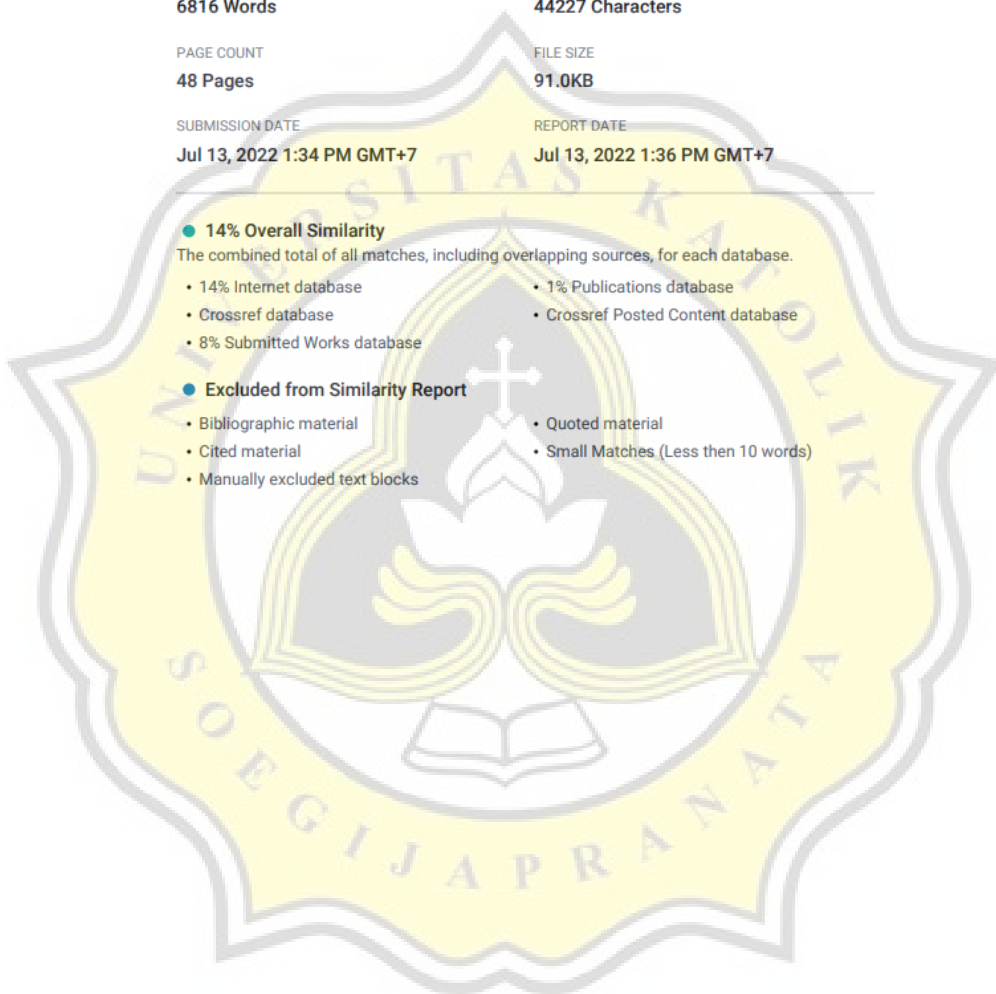 6816 Words
44227 Characters
PAGE COUNT
FILE SIZE
48 Pages
91.0KB
SUBMISSION DATE
REPORT DATE
Jul 13, 2022 1:34 PM GMT+7
Jul 13, 2022 1:36 PM GMT+7
14% Overall Similarity
The combined total of all matches, including overlapping sources, for each database.
• 14% Internet database
• 1% Publications database
• Crossref database
• Crossref Posted Content database
• 8% Submitted Works database
Excluded from Similarity Report
• Bibliographic material
• Quoted material
• Cited material
• Small Matches (Less then 10 words)
• Manually excluded text blocks
UNIVERSITAS KATOLIK
SOEGIJAPRANATA